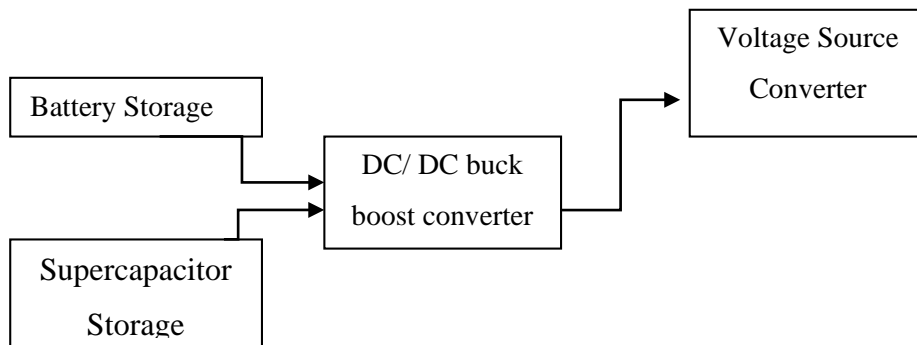 Voltage Source
Converter
Battery Storage
DC/ DC buck
boost converter
Supercapacitor
Storage